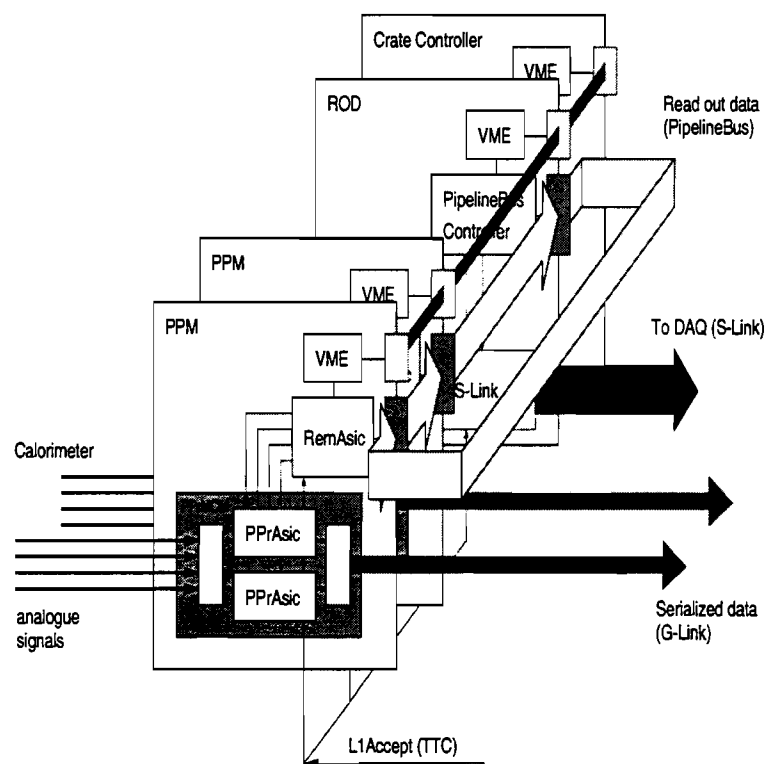 Crate Controller
VME
ROD
Read out data
(PipelineBus)
VME
PipelineBus
Controller
PPM
VME
PPM
To DAQ (S-Link)
VME
S-Link
RemAsic
Calorimeter
PPrAsic
PPrAsic
analogue
signals
Serialized data
(G-Link)
L1Accept (TTC)